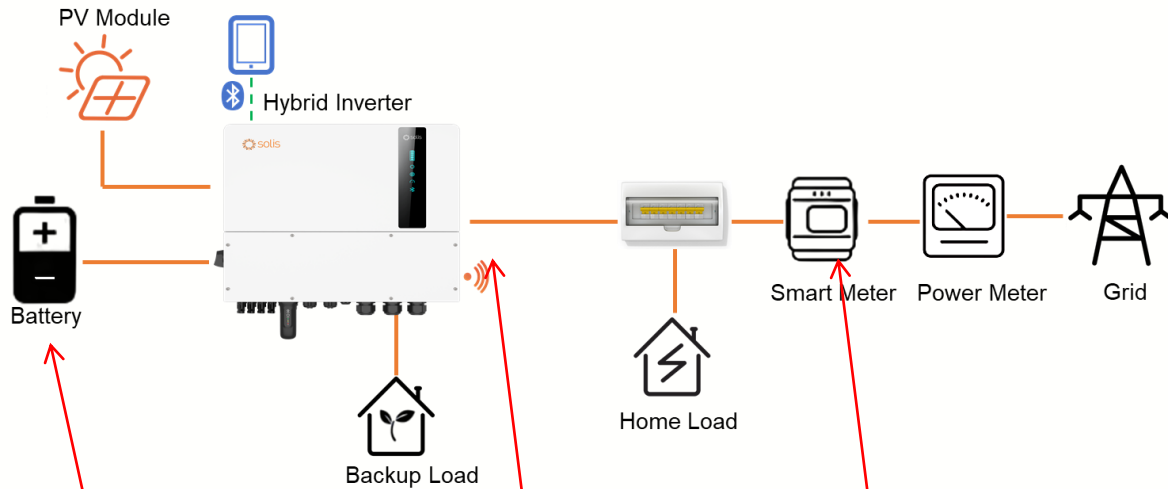 PV Module
Hybrid Inverter
solis
Battery
Smart Meter
Power Meter
Grid
Home Load
Backup Load